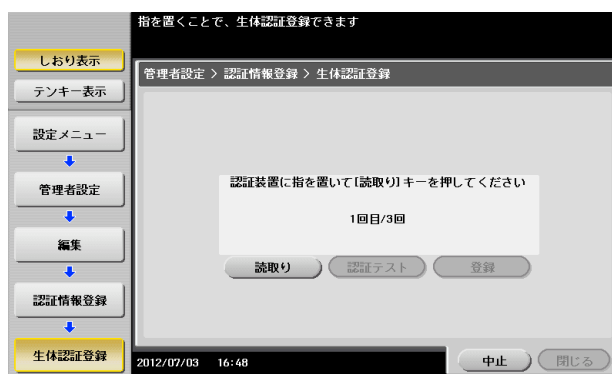 指を置くことで、生体認証登録できます
しおり表示
テンキー表示
設定メニュー
管理者設定
編集
認証情報登録
生体認証登録
管理者設定 > 認証情報登録 > 生体認証登録
認証装置に指を置いて[読取り]キーを押してください
1回目/3回
読取り
認証テスト
登録
2012/07/03 16:48
中止
閉じる